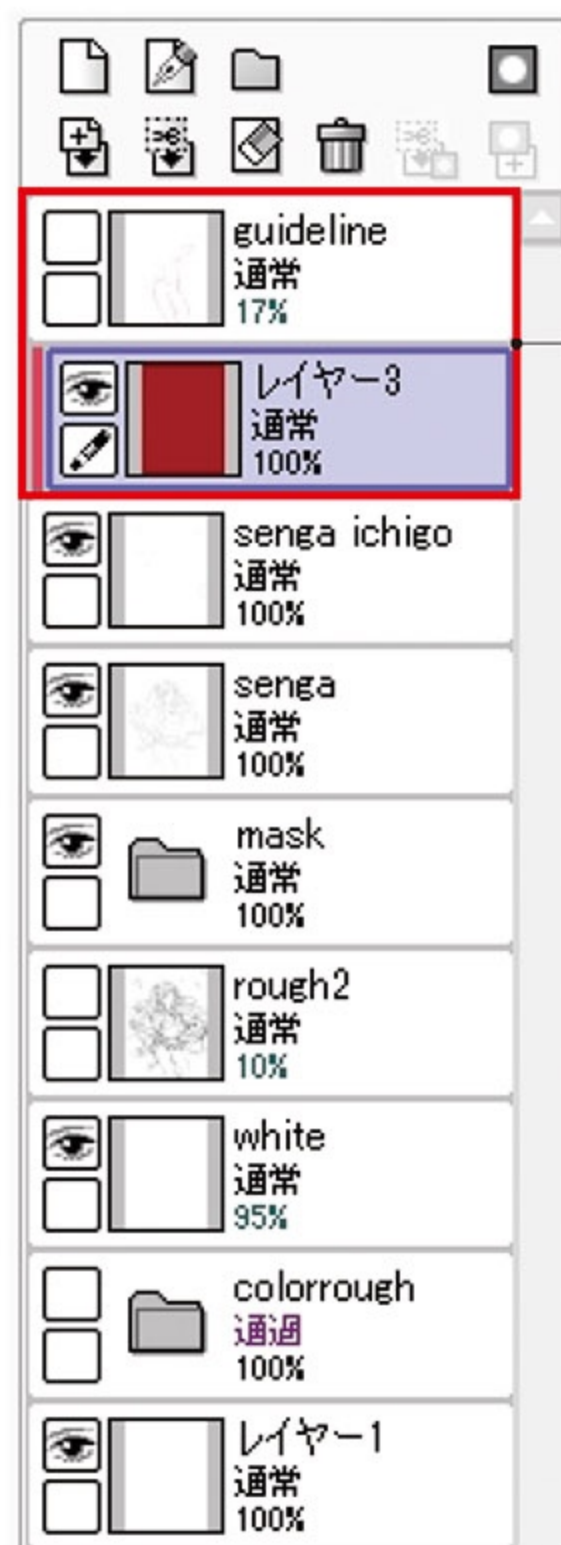 guideline
通常
17%
レイヤー3
通常
100%
senga ichigo
通常
100%
senga
通常
100%
mask
通常
100%
rough2
通常
10%
white
通常
95%
colorrough
通過
100%
レイヤー1
通常
100%